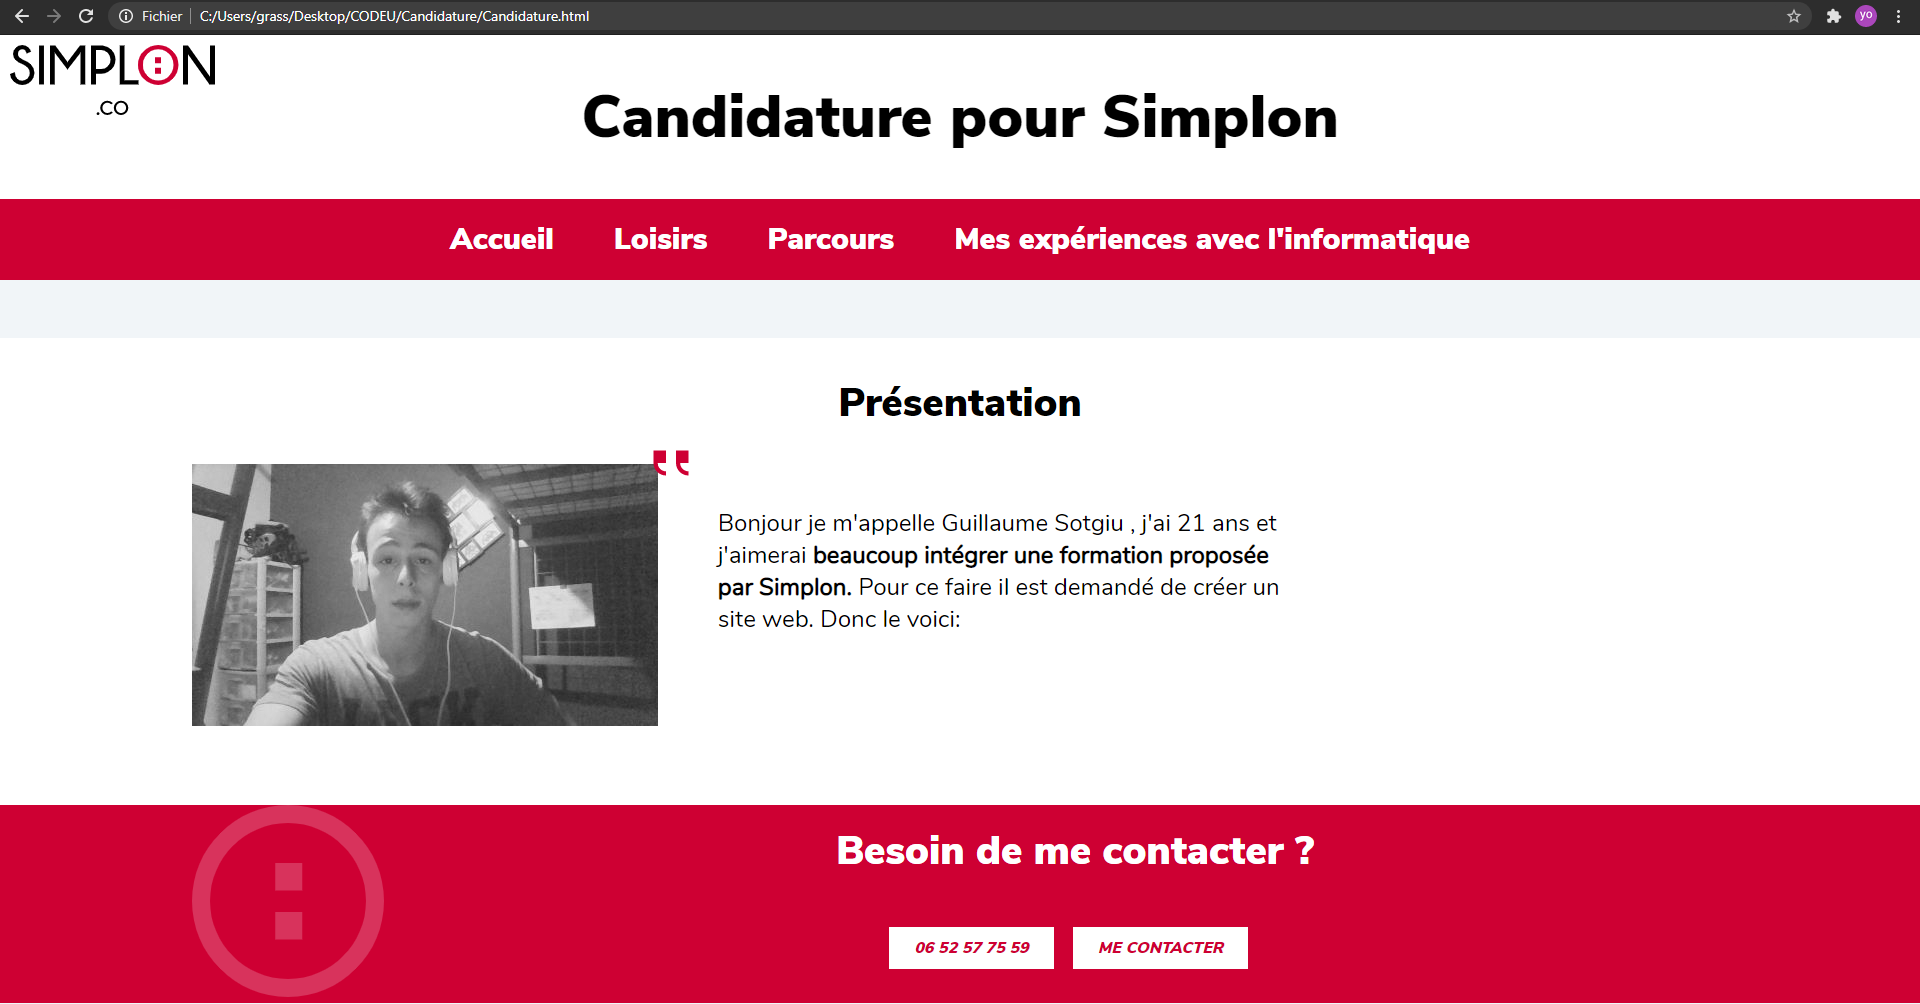 Fichier C:/Users/grass/Desktop/CODEU/Candidature/Candidature.html yo
SIMPLON
.CO
Candidature pour Simplon
Accueil Loisirs Parcours Mes expériences avec l'informatique
Présentation
Bonjour je m'appelle Guillaume Sotgiu , j'ai 21 ans et
j'aimerai beaucoup intégrer une formation proposée
par Simplon. Pour ce faire il est demandé de créer un
site web. Donc le voici:
Besoin de me contacter ?
06 52 57 75 59 ME CONTACTER